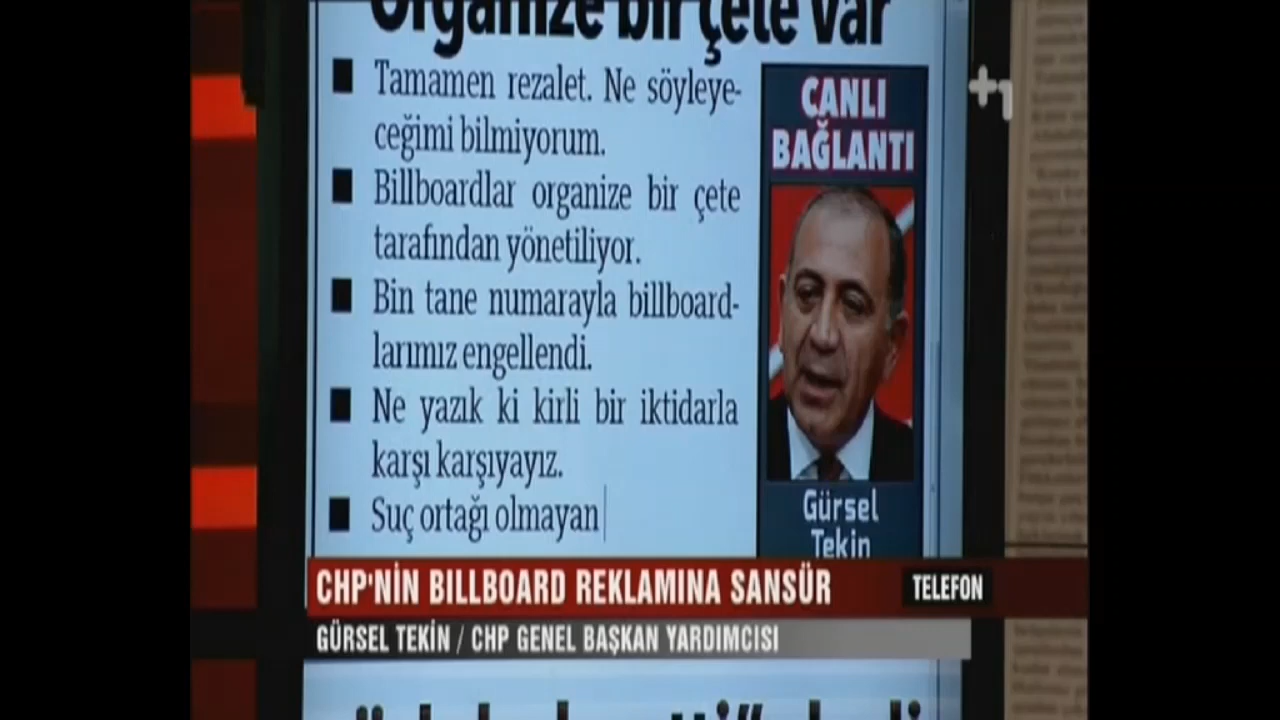 Organize bir çete var
■ Tamamen rezalet. Ne söyleye-
ceğimi bilmiyorum.
■ Billboardlar organize bir çete
tarafından yönetiliyor.
■ Bin tane numarayla billboard-
larımız engellendi.
■ Ne yazık ki kirli bir iktidarla
karşı karşıyayız.
■ Suç ortağı olmayan
CANLI
BAĞLANTI
Gürsel
Tekin
+1
CHP'NİN BILLBOARD REKLAMINA SANSÜR
TELEFON
GÜRSEL TEKİN / CHP GENEL BAŞKAN YARDIMCISI